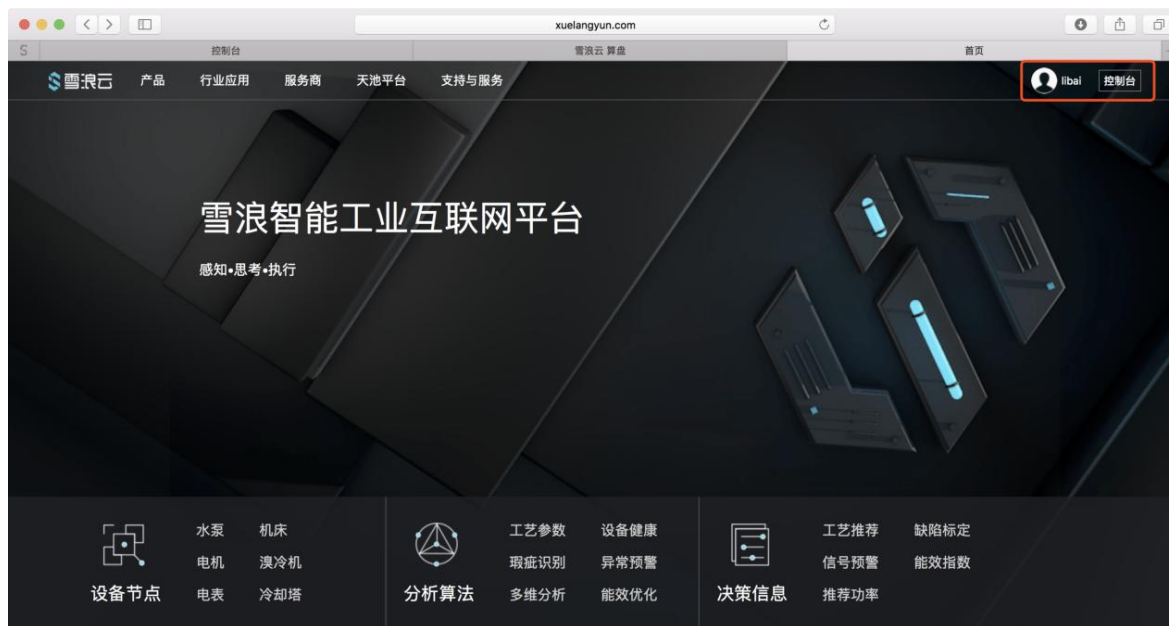 xuelangyun.com
S 控制台 雪浪云 算盘 首页
雪浪云 产品 行业应用 服务商 天池平台 支持与服务 libai 控制台
雪浪智能工业互联网平台
感知•思考•执行
水泵 机床 工艺参数 设备健康 工艺推荐 缺陷标定
电机 溴冷机 瑕疵识别 异常预警 信号预警 能效指数
设备节点 电表 冷却塔 分析算法 多维分析 能效优化 决策信息 推荐功率